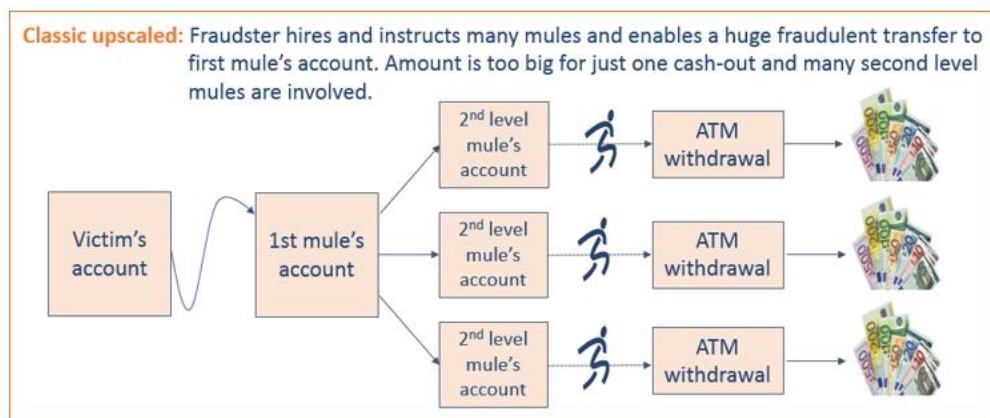 Classic upscaled: Fraudster hires and instructs many mules and enables a huge fraudulent transfer to
first mule's account. Amount is too big for just one cash-out and many second level
mules are involved.
2nd level
mule's
account
ATM
withdrawal
Victim's
account
1st mule's
account
2nd level
mule's
account
ATM
withdrawal
2nd level
mule's
account
ATM
withdrawal